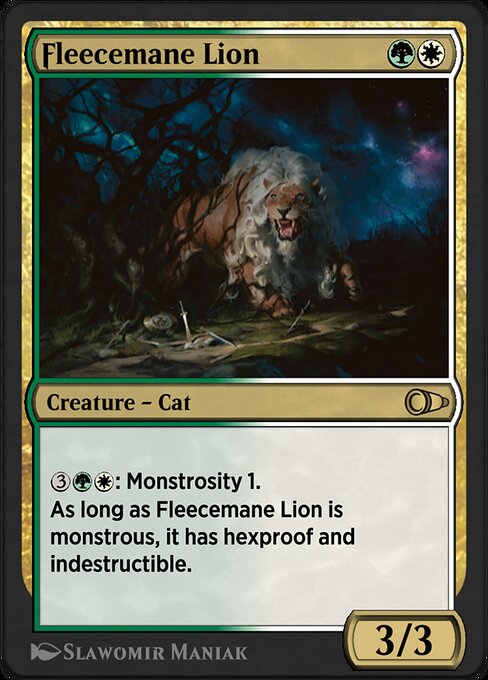 Fleecemane Lion
Creature – Cat
3: Monstrosity 1.
As long as Fleecemane Lion is
monstrous, it has hexproof and
indestructible.
3/3
Slawomir Maniak